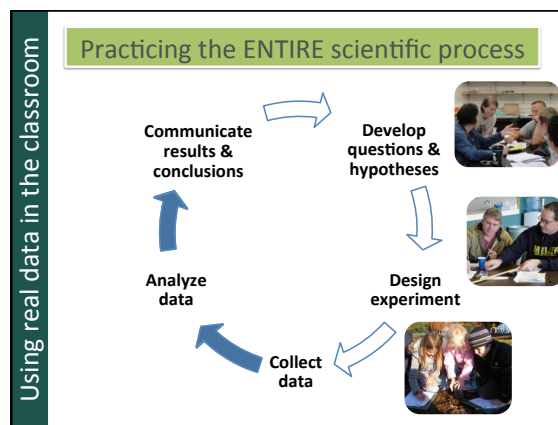 Using real data in the classroom
Practicing the ENTIRE scientific process
Communicate
results &
conclusions
Develop
questions &
hypotheses
Analyze
data
Design
experiment
Collect
data